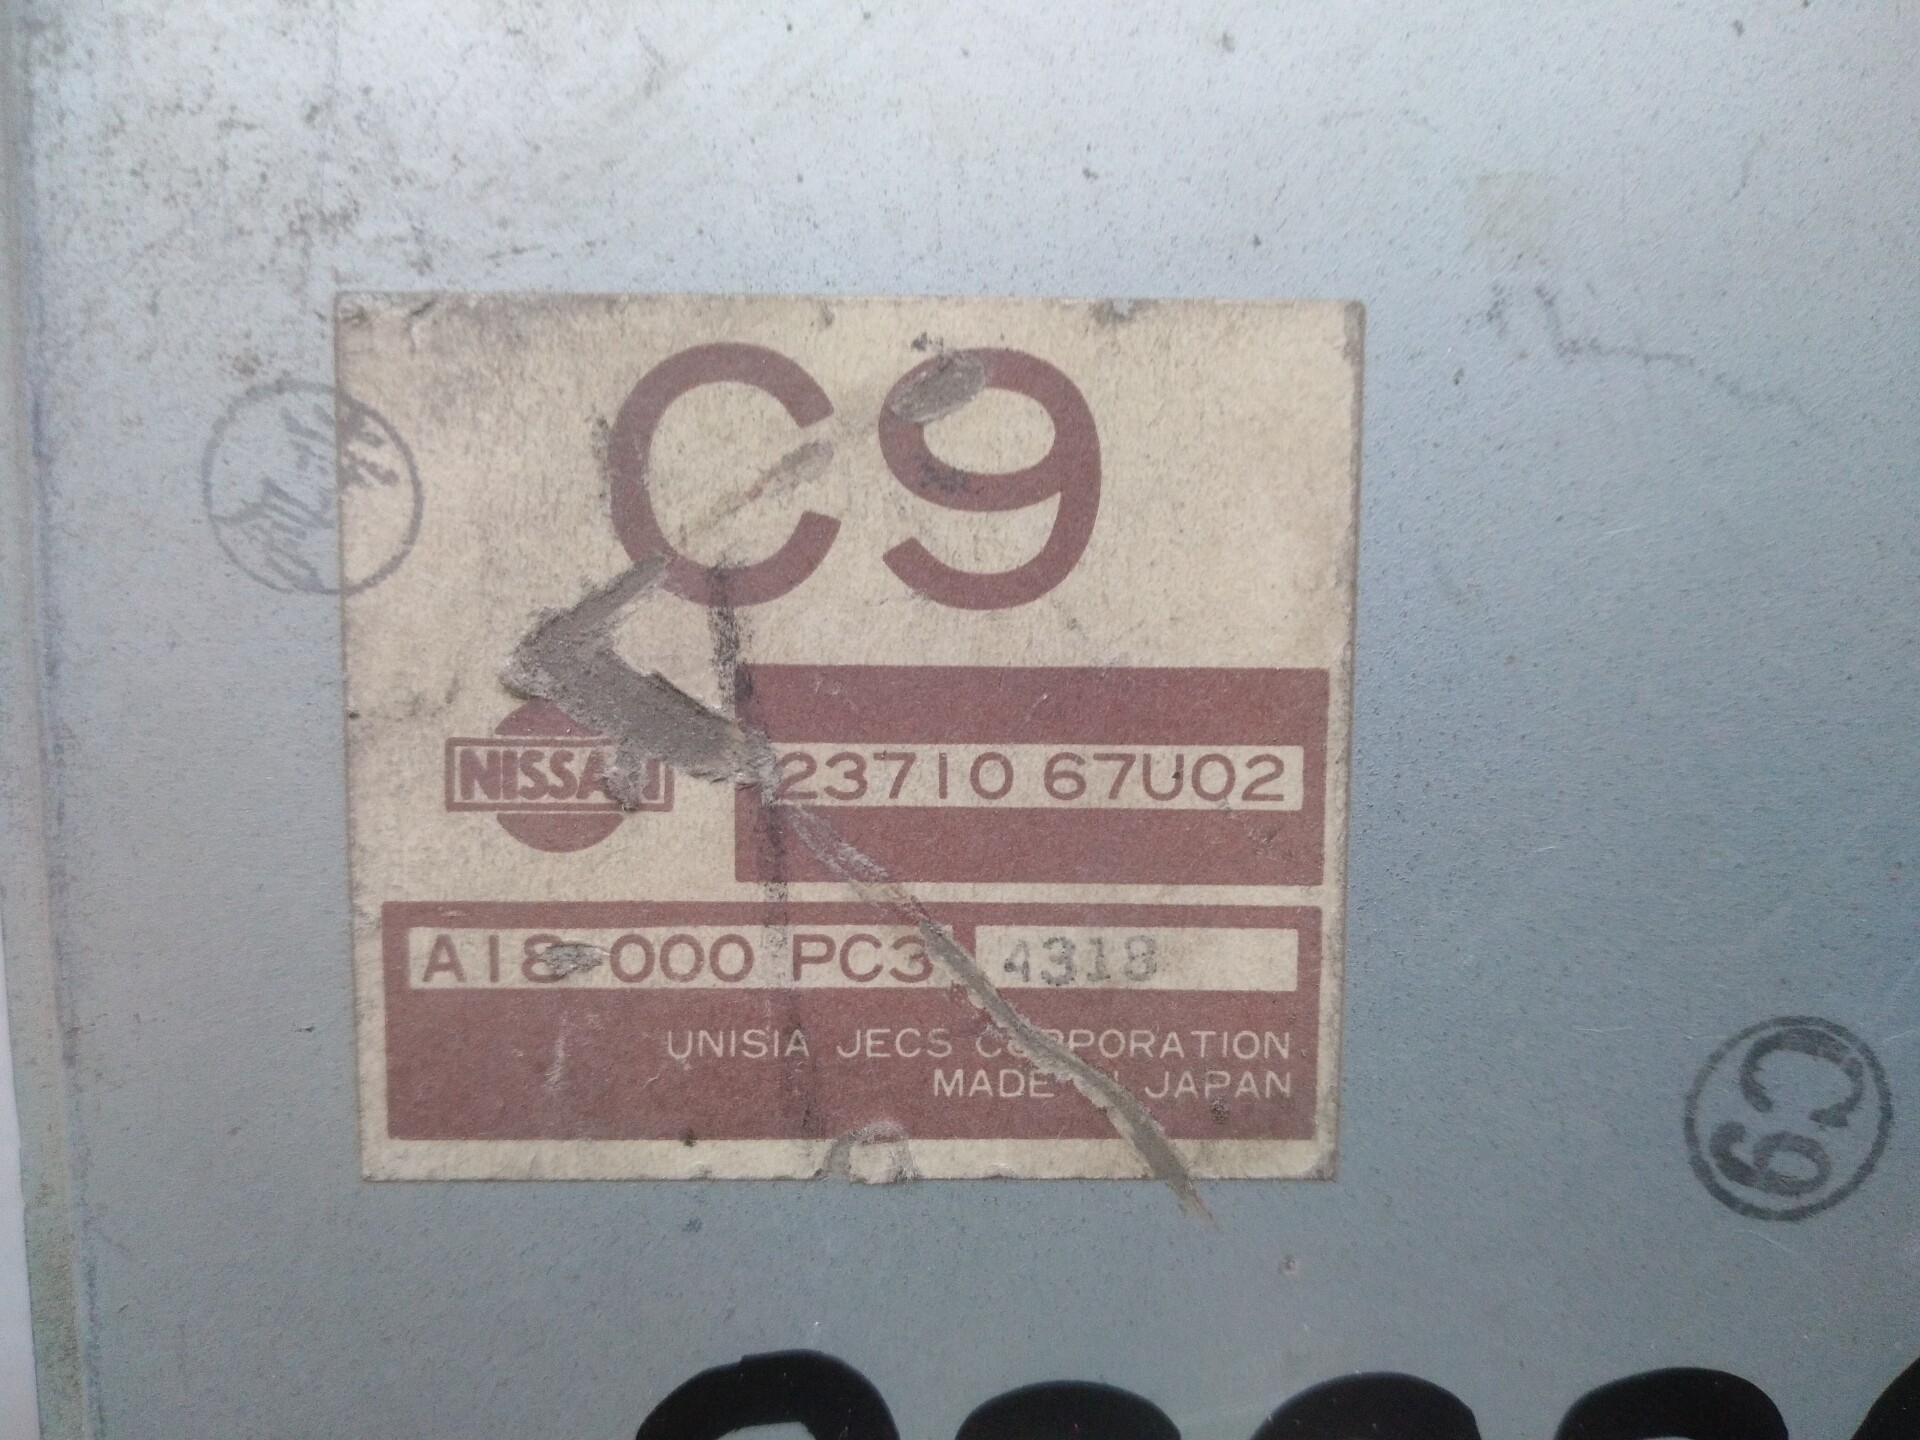 C9
NISSAN
23710 67U02
A18-000 PC3
4318
UNISIA JECS CORPORATION
MADE IN JAPAN
C9